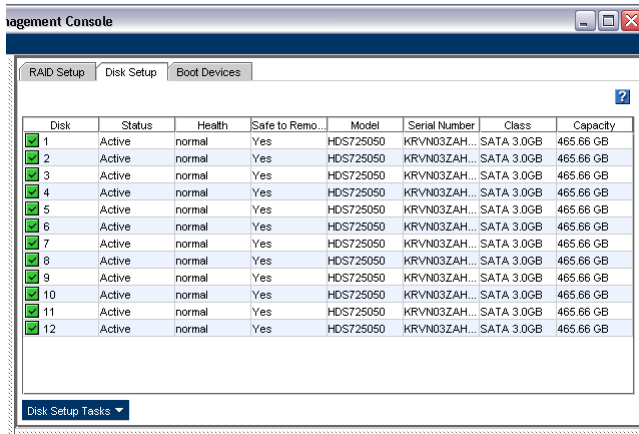 nagement Console
RAID Setup Disk Setup Boot Devices
?
Disk Status Health Safe to Remo... Model Serial Number Class Capacity
1 Active normal Yes HDS725050 KRVN03ZAH... SATA 3.0GB 465.66 GB
2 Active normal Yes HDS725050 KRVN03ZAH... SATA 3.0GB 465.66 GB
3 Active normal Yes HDS725050 KRVN03ZAH... SATA 3.0GB 465.66 GB
4 Active normal Yes HDS725050 KRVN03ZAH... SATA 3.0GB 465.66 GB
5 Active normal Yes HDS725050 KRVN03ZAH... SATA 3.0GB 465.66 GB
6 Active normal Yes HDS725050 KRVN03ZAH... SATA 3.0GB 465.66 GB
7 Active normal Yes HDS725050 KRVN03ZAH... SATA 3.0GB 465.66 GB
8 Active normal Yes HDS725050 KRVN03ZAH... SATA 3.0GB 465.66 GB
9 Active normal Yes HDS725050 KRVN03ZAH... SATA 3.0GB 465.66 GB
10 Active normal Yes HDS725050 KRVN03ZAH... SATA 3.0GB 465.66 GB
11 Active normal Yes HDS725050 KRVN03ZAH... SATA 3.0GB 465.66 GB
12 Active normal Yes HDS725050 KRVN03ZAH... SATA 3.0GB 465.66 GB
Disk Setup Tasks